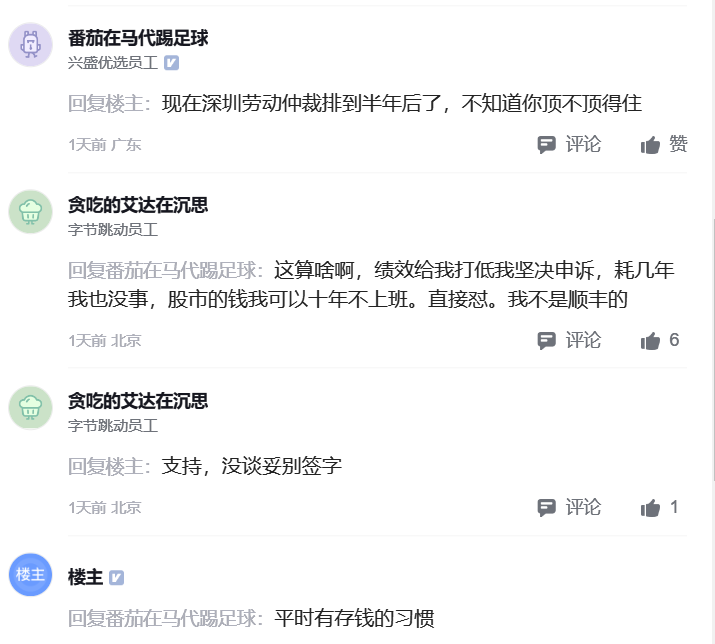 番茄在马代踢足球
兴盛优选员工
回复楼主：现在深圳劳动仲裁排到半年后了，不知道你顶不顶得住
1天前 广东 评论 赞
贪吃的艾达在沉思
字节跳动员工
回复番茄在马代踢足球：这算啥啊，绩效给我打低我坚决申诉，耗几年
我也没事，股市的钱我可以十年不上班。直接怼。我不是顺丰的
1天前 北京 评论 6
贪吃的艾达在沉思
字节跳动员工
回复楼主：支持，没谈妥别签字
1天前 北京 评论 1
楼主 楼主
回复番茄在马代踢足球：平时有存钱的习惯